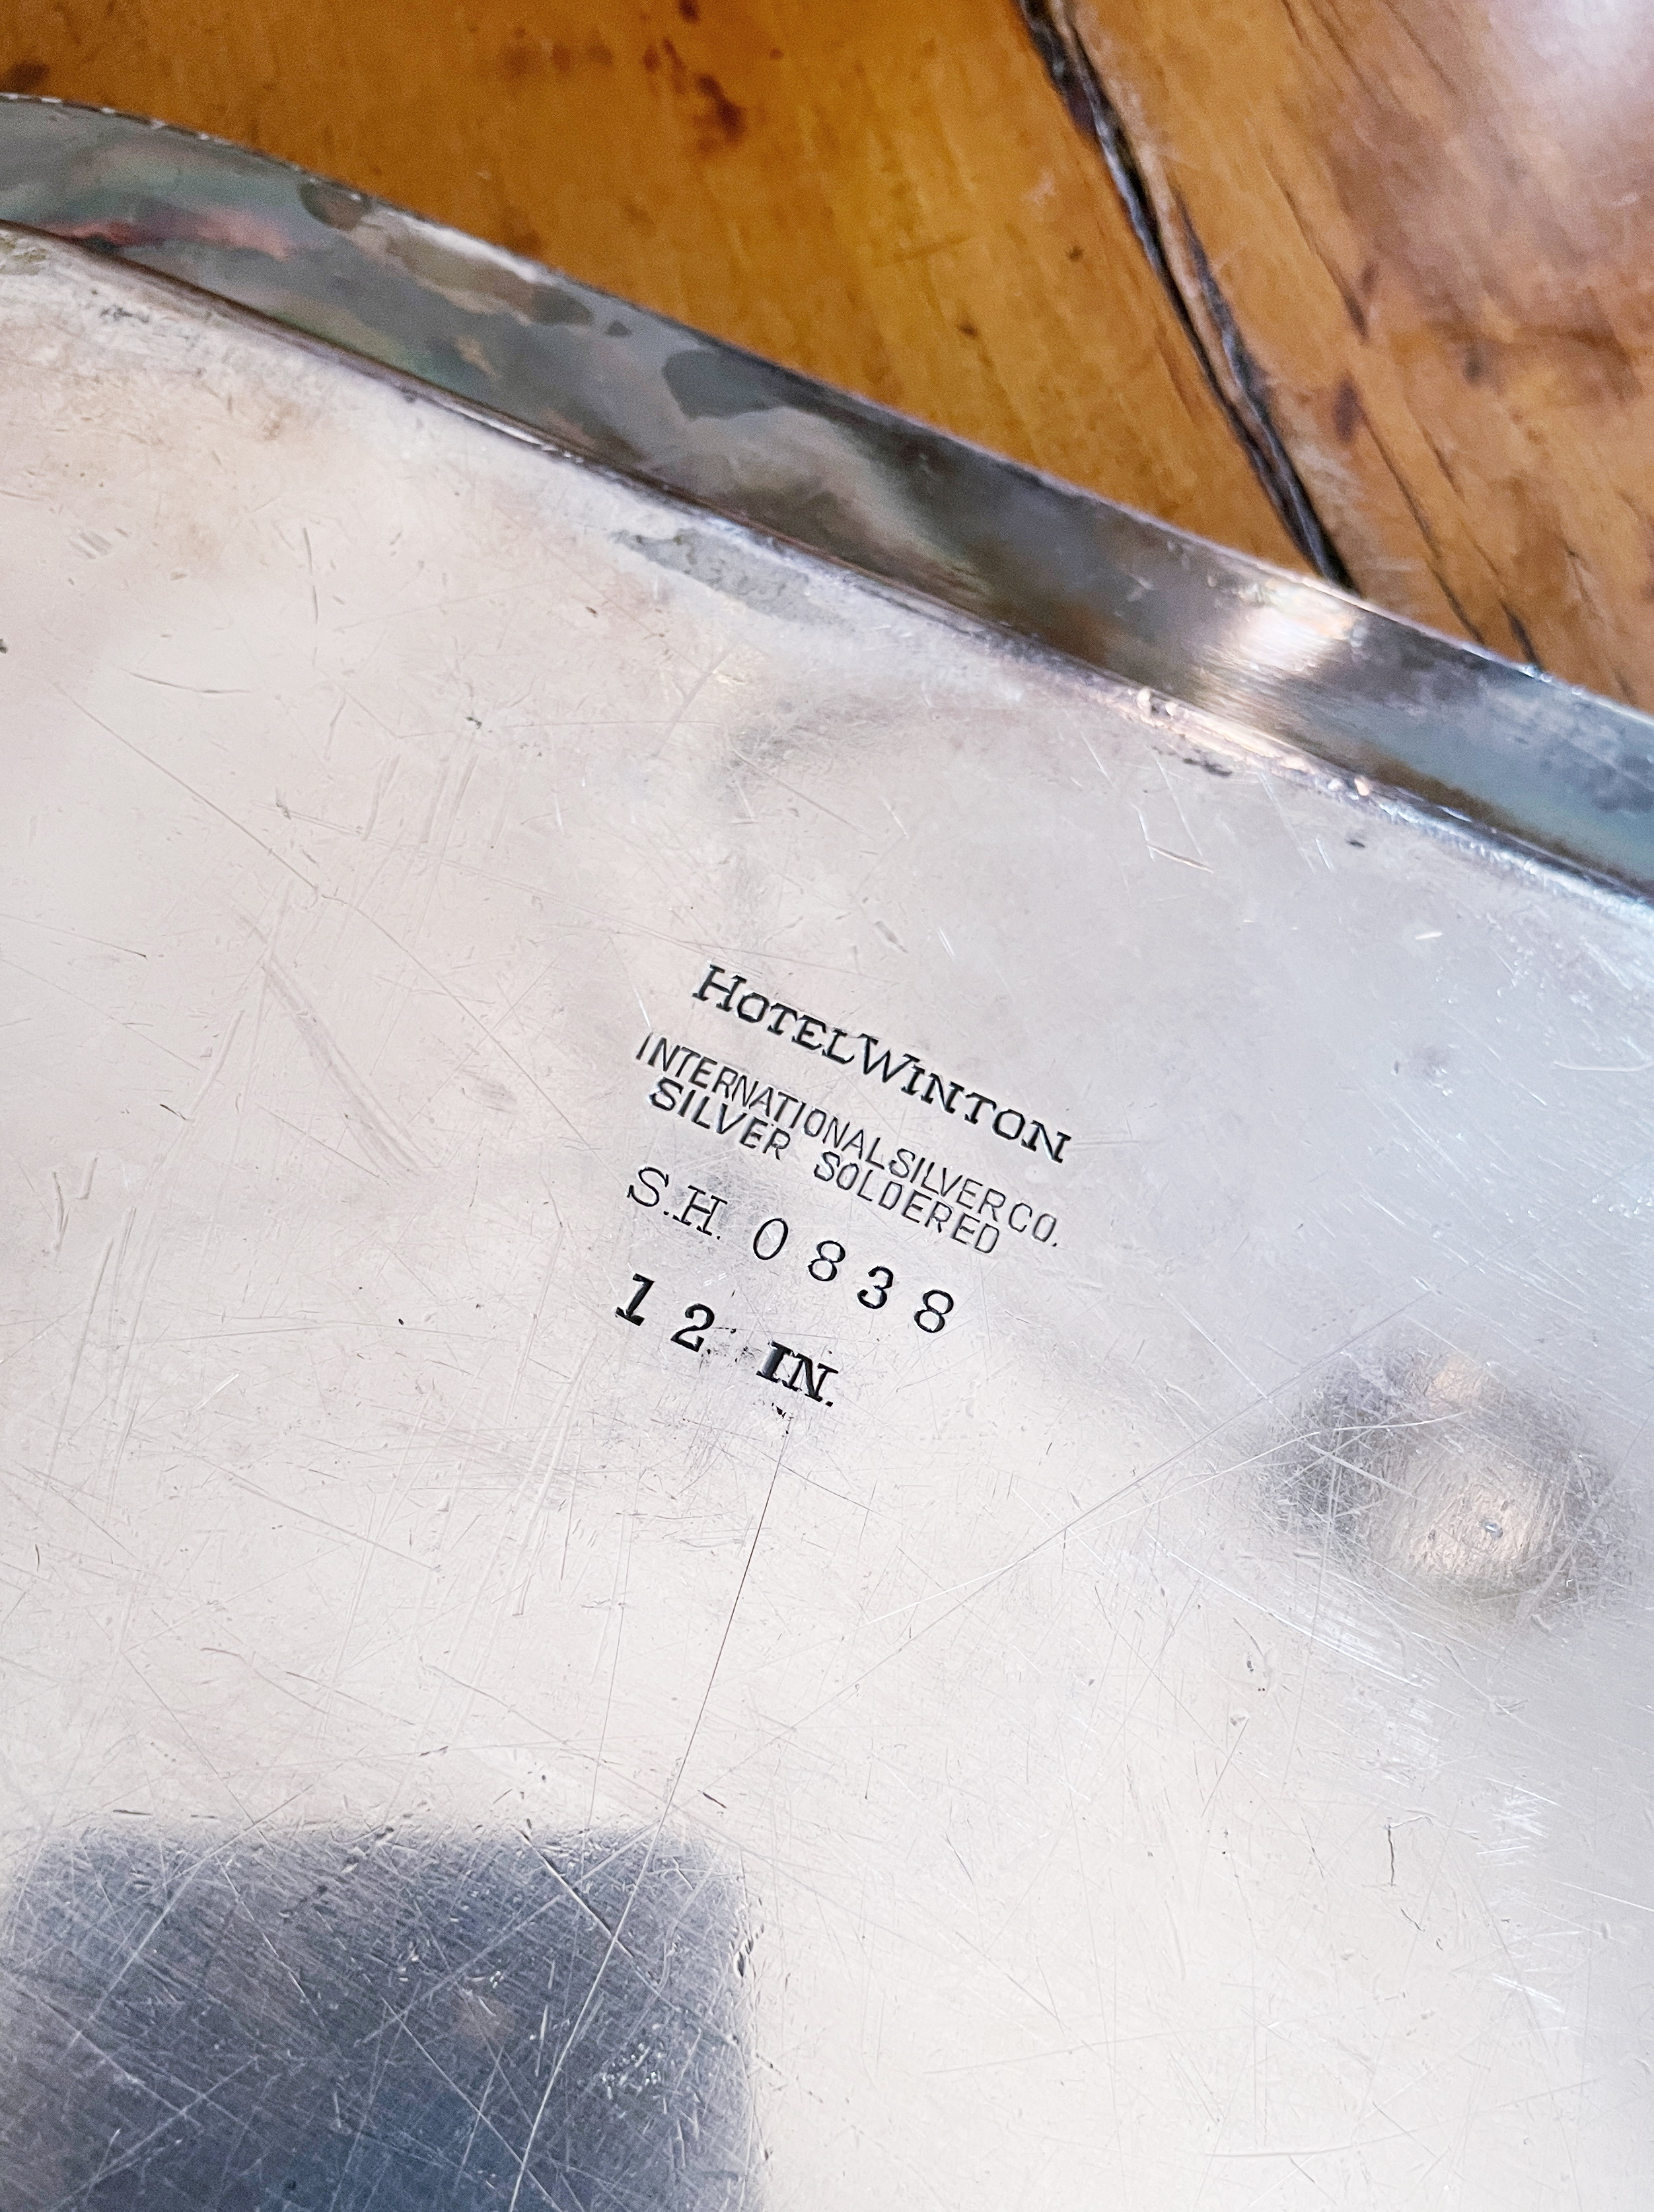 HOTEL WINTON
INTERNATIONAL SILVER CO.
SILVER SOLDERED
S.H. 0838
12 IN.